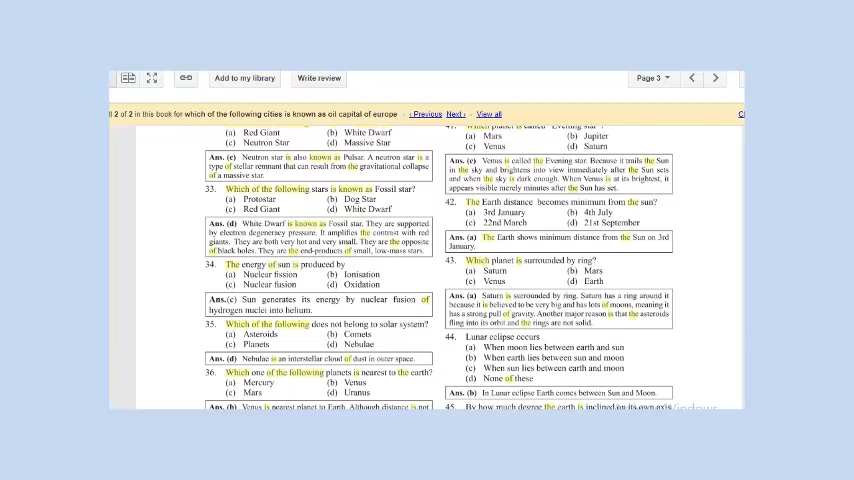 Add to my library
Write review
Page 3
2 of 2 in this book for which of the following cities is known as oil capital of europe - ‹ Previous Next › - View all
(a) Red Giant (b) White Dwarf
(c) Neutron Star (d) Massive Star
Ans. (c) Neutron star is also known as Pulsar. A neutron star is a
type of stellar remnant that can result from the gravitational collapse
of a massive star.
33. Which of the following stars is known as Fossil star?
(a) Protostar (b) Dog Star
(c) Red Giant (d) White Dwarf
Ans. (d) White Dwarf is known as Fossil star. They are supported
by electron degeneracy pressure. It amplifies the contrast with red
giants. They are both very hot and very small. They are the opposite
of black holes. They are the end-products of small, low-mass stars.
34. The energy of sun is produced by
(a) Nuclear fission (b) Ionisation
(c) Nuclear fusion (d) Oxidation
Ans.(c) Sun generates its energy by nuclear fusion of
hydrogen nuclei into helium.
35. Which of the following does not belong to solar system?
(a) Asteroids (b) Comets
(c) Planets (d) Nebulae
Ans. (d) Nebulae is an interstellar cloud of dust in outer space.
36. Which one of the following planets is nearest to the earth?
(a) Mercury (b) Venus
(c) Mars (d) Uranus
Ans. (b) Venus is nearest planet to Earth. Although distance is not
41. Which planet is called "Evening star"?
(a) Mars (b) Jupiter
(c) Venus (d) Saturn
Ans. (c) Venus is called the Evening star. Because it trails the Sun
in the sky and brightens into view immediately after the Sun sets
and when the sky is dark enough. When Venus is at its brightest, it
appears visible merely minutes after the Sun has set.
42. The Earth distance becomes minimum from the sun?
(a) 3rd January (b) 4th July
(c) 22nd March (d) 21st September
Ans. (a) The Earth shows minimum distance from the Sun on 3rd
January.
43. Which planet is surrounded by ring?
(a) Saturn (b) Mars
(c) Venus (d) Earth
Ans. (a) Saturn is surrounded by ring. Saturn has a ring around it
because it is believed to be very big and has lots of moons, meaning it
has a strong pull of gravity. Another major reason is that the asteroids
fling into its orbit and the rings are not solid.
44. Lunar eclipse occurs
(a) When moon lies between earth and sun
(b) When earth lies between sun and moon
(c) When sun lies between earth and moon
(d) None of these
Ans. (b) In Lunar eclipse Earth comes between Sun and Moon.
45. By how much degree the earth is inclined on its own axis